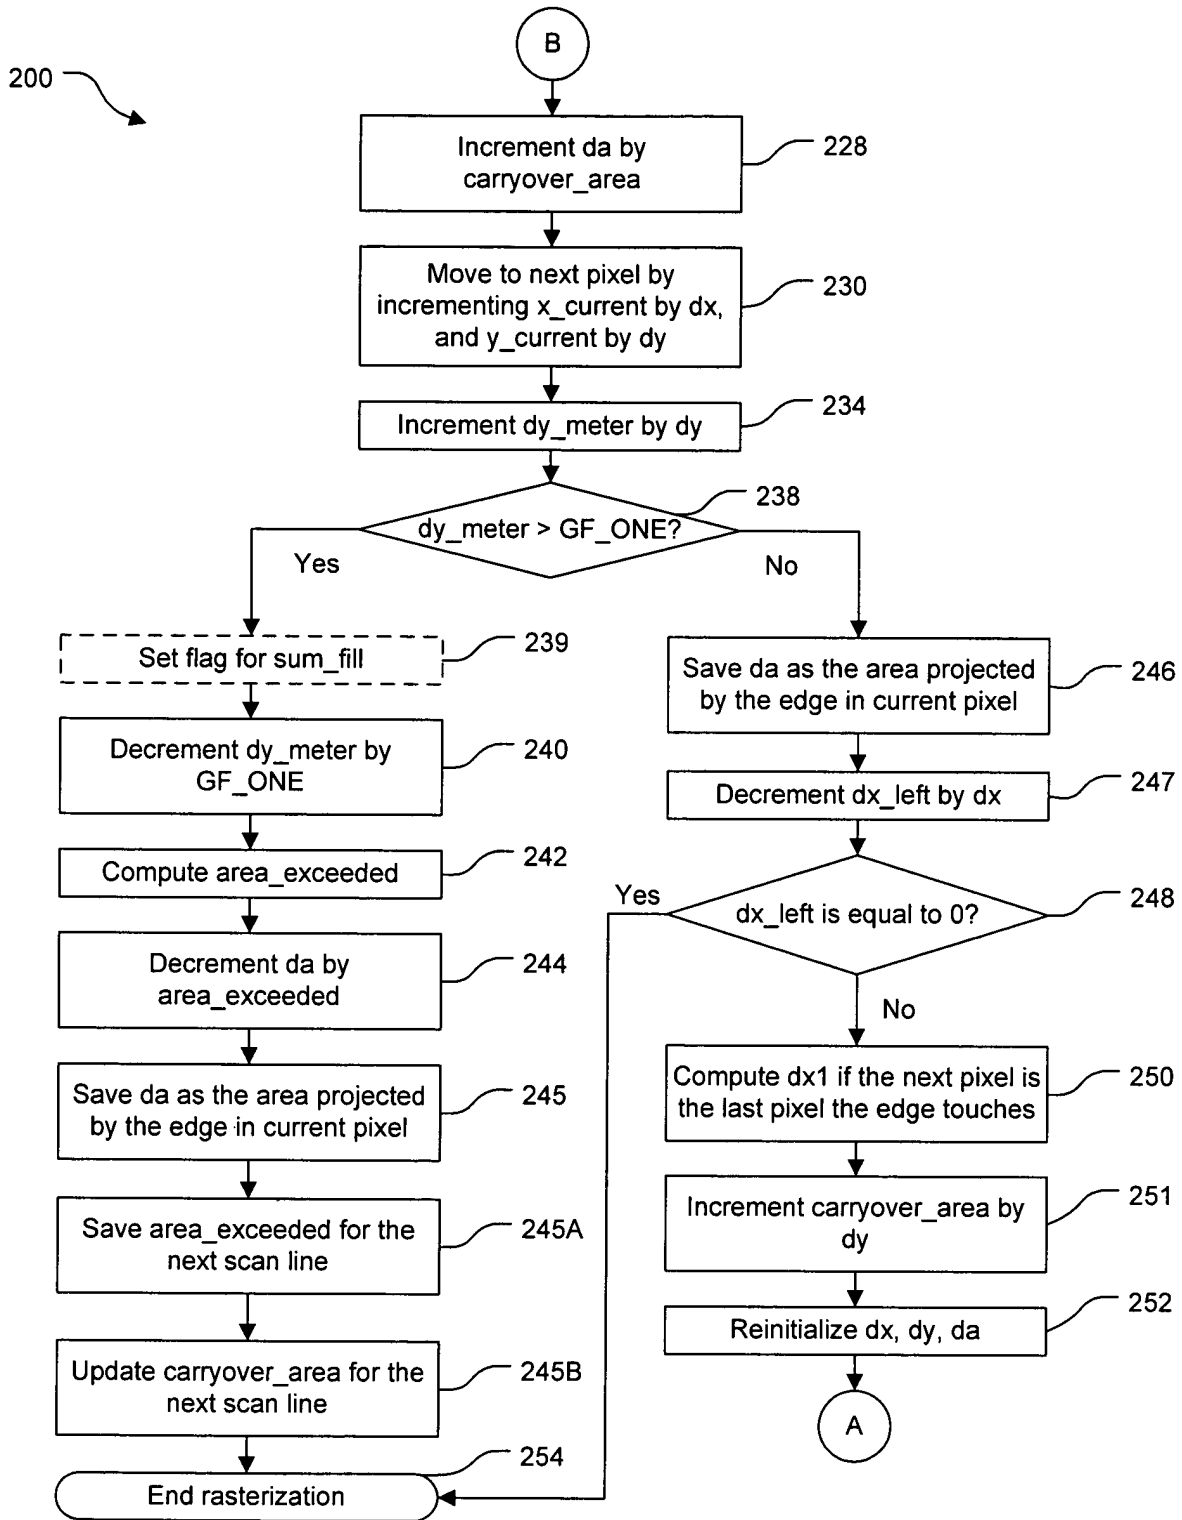 B
200
Increment da by
carryover_area
228
Move to next pixel by
incrementing x_current by dx,
and y_current by dy
230
Increment dy_meter by dy
234
dy_meter > GF_ONE?
238
Yes
No
Set flag for sum_fill
239
Decrement dy_meter by
GF_ONE
240
Compute area_exceeded
242
Decrement da by
area_exceeded
244
Save da as the area projected
by the edge in current pixel
245
Save area_exceeded for the
next scan line
245A
Update carryover_area for the
next scan line
245B
254
End rasterization
Save da as the area projected
by the edge in current pixel
246
Decrement dx_left by dx
247
Yes
dx_left is equal to 0?
248
No
Compute dx1 if the next pixel is
the last pixel the edge touches
250
Increment carryover_area by
dy
251
Reinitialize dx, dy, da
252
A